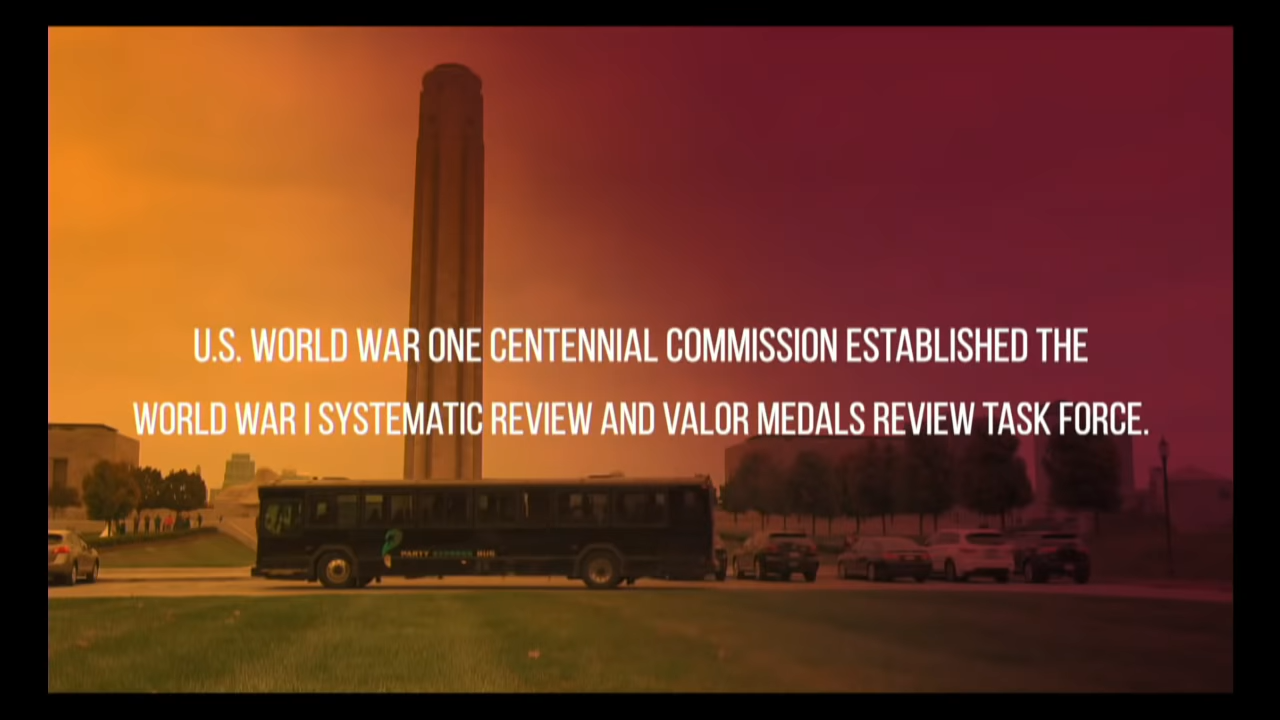 U.S. WORLD WAR ONE CENTENNIAL COMMISSION ESTABLISHED THE
WORLD WAR I SYSTEMATIC REVIEW AND VALOR MEDALS REVIEW TASK FORCE.
PARTY EXPRESS BUS